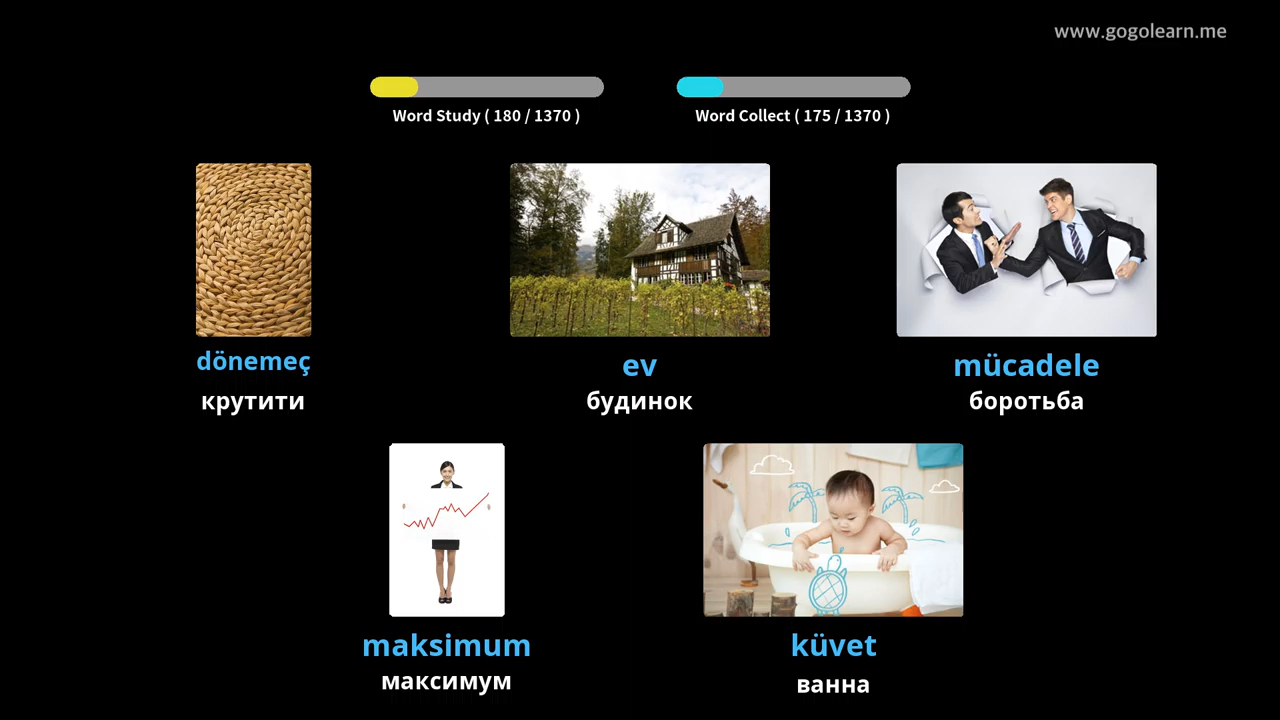 www.gogolearn.me
Word Study ( 180 / 1370 )
Word Collect ( 175 / 1370 )
dönemeç
крутити
ev
будинок
mücadele
боротьба
maksimum
максимум
küvet
ванна